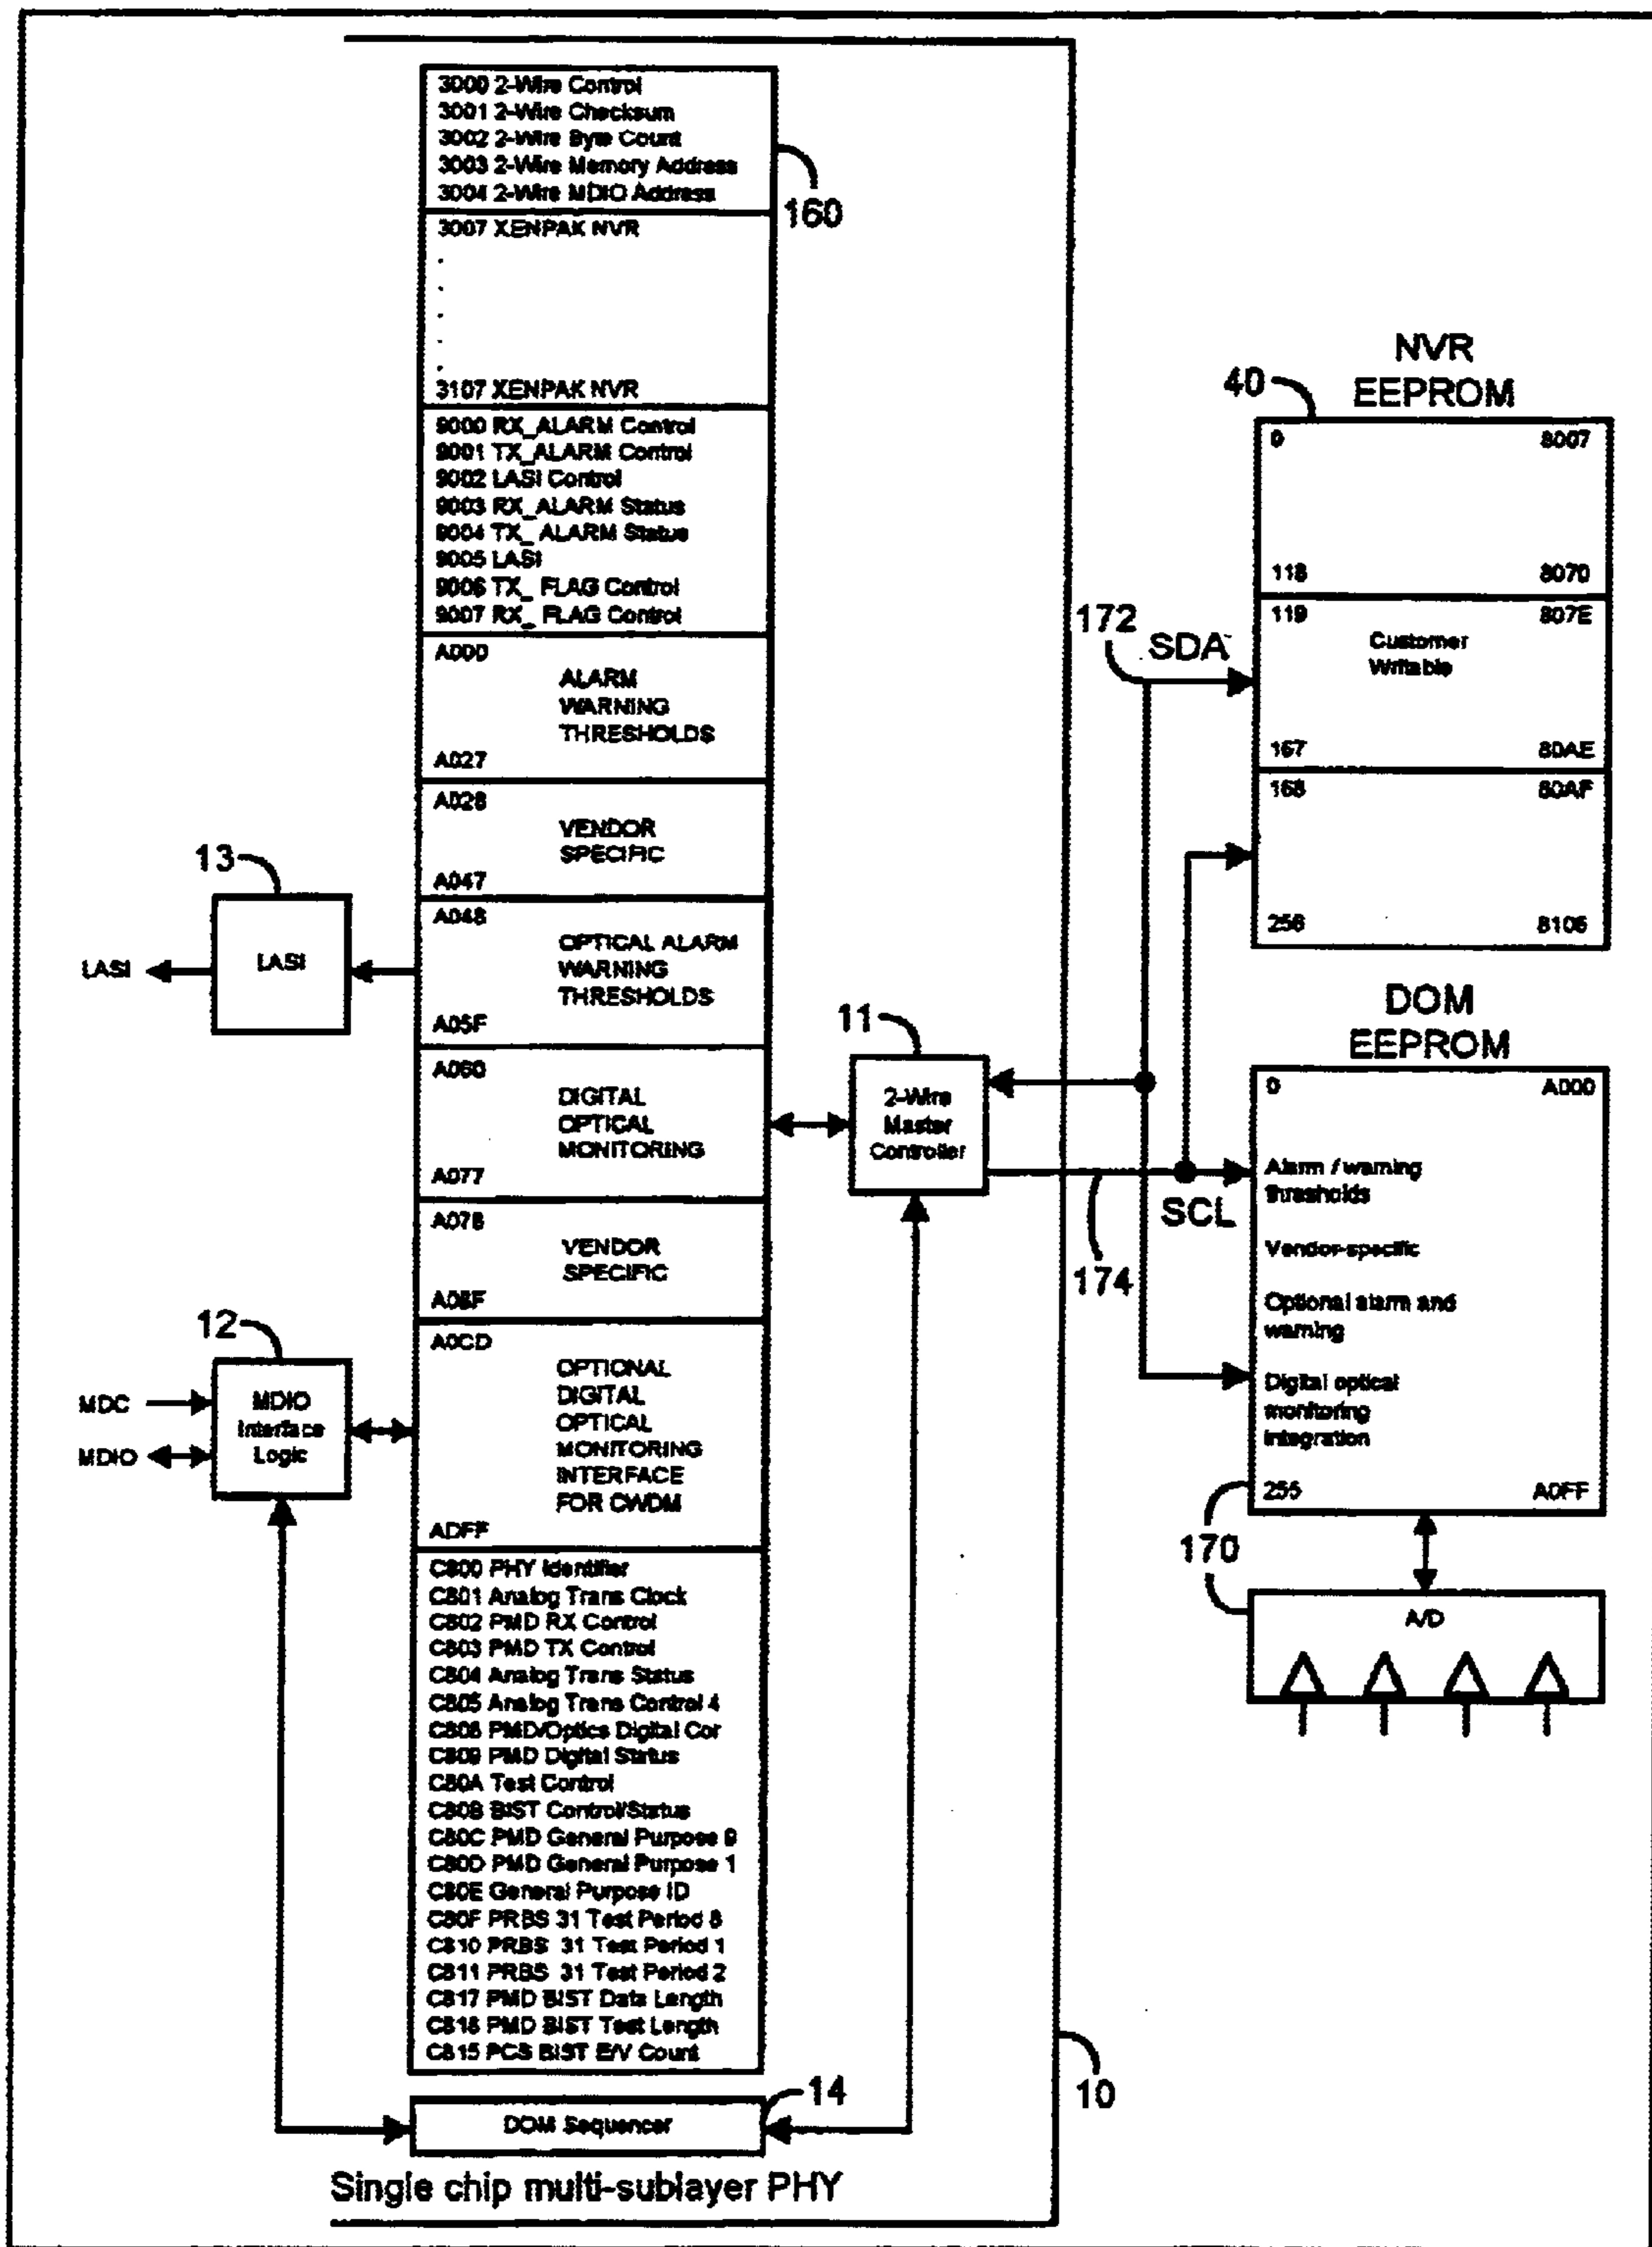 3000 2-Wire Control
3001 2-Wire Checksum
3002 2-Wire Byte Count
3003 2-Wire Memory Address
3004 2-Wire MDIO Address
160
3007 XENPAK NVR
.
.
.
.
.
3107 XENPAK NVR
9000 RX_ALARM Control
9001 TX_ALARM Control
9002 LASI Control
9003 RX_ALARM Status
9004 TX_ ALARM Status
9005 LASI
9006 TX_ FLAG Control
9007 RX_ FLAG Control
A000
ALARM
WARNING
THRESHOLDS
A027
A028
VENDOR
SPECIFIC
A047
A048
OPTICAL ALARM
WARNING
THRESHOLDS
A05F
A060
DIGITAL
OPTICAL
MONITORING
A077
A078
VENDOR
SPECIFIC
A0CD
OPTIONAL
DIGITAL
OPTICAL
MONITORING
INTERFACE
FOR CWDM
C800 PHY Identifier
C801 Analog Trans Clock
C802 PMD RX Control
C803 PMD TX Control
C804 Analog Trans Status
C805 Analog Trans Control 4
C808 PMD/Optics Digital Cor
C809 PMD Digital Status
C80A Test Control
C80B BIST Control/Status
C80C PMD General Purpose
C80D PMD General Purpose 1
C80E General Purpose ID
C80F PRBS 31 Test Period
C810 PRBS 31 Test Period 1
C811 PRBS 31 Test Period 2
C817 PMD BIST Data Length
C818 PMD BIST Test Length
C815 PCS BIST E/V Count
14
DOM Sequencer
Single chip multi-sublayer PHY
10
13
LASI
LASI
12
MDC
MDIO
MDIO
Interface
Logic
11
2-Wire
Master
Controller
172
SDA
SCL
174
NVR
EEPROM
40
0 8007
118 8070
119 807E
Customer
Writable
167 80AE
168 80AF
256 8106
DOM
EEPROM
0 A000
Alarm / warning
thresholds
Vendor-specific
Optional alarm and
warning
Digital optical
monitoring
integration
255 A0FF
170
A/D